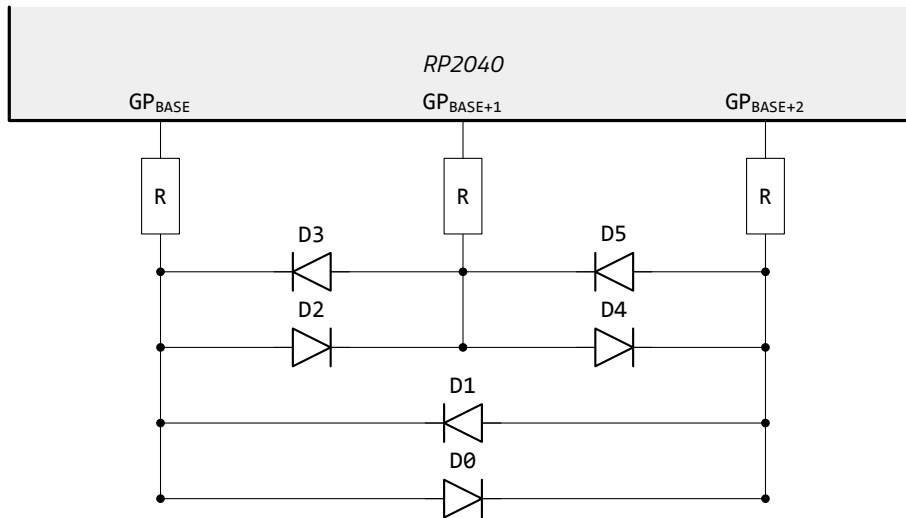 RP2040
GPBASE GPBASE+1 GPBASE+2
R R R
D3 D5
D2 D4
D1
D0